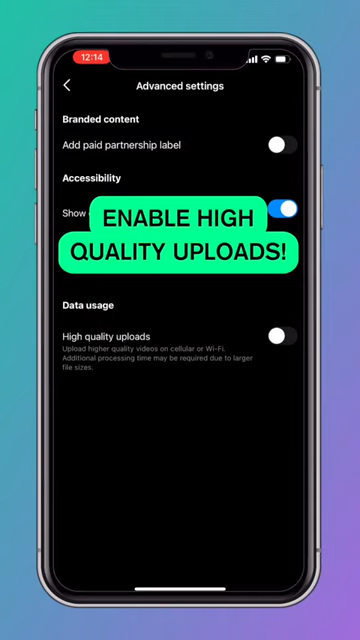 12:14
Advanced settings
Branded content
Add paid partnership label
Accessibility
Show
ENABLE HIGH
QUALITY UPLOADS!
Data usage
High quality uploads
Upload higher quality videos on cellular or Wi-Fi.
Additional processing time may be required due to larger
file sizes.